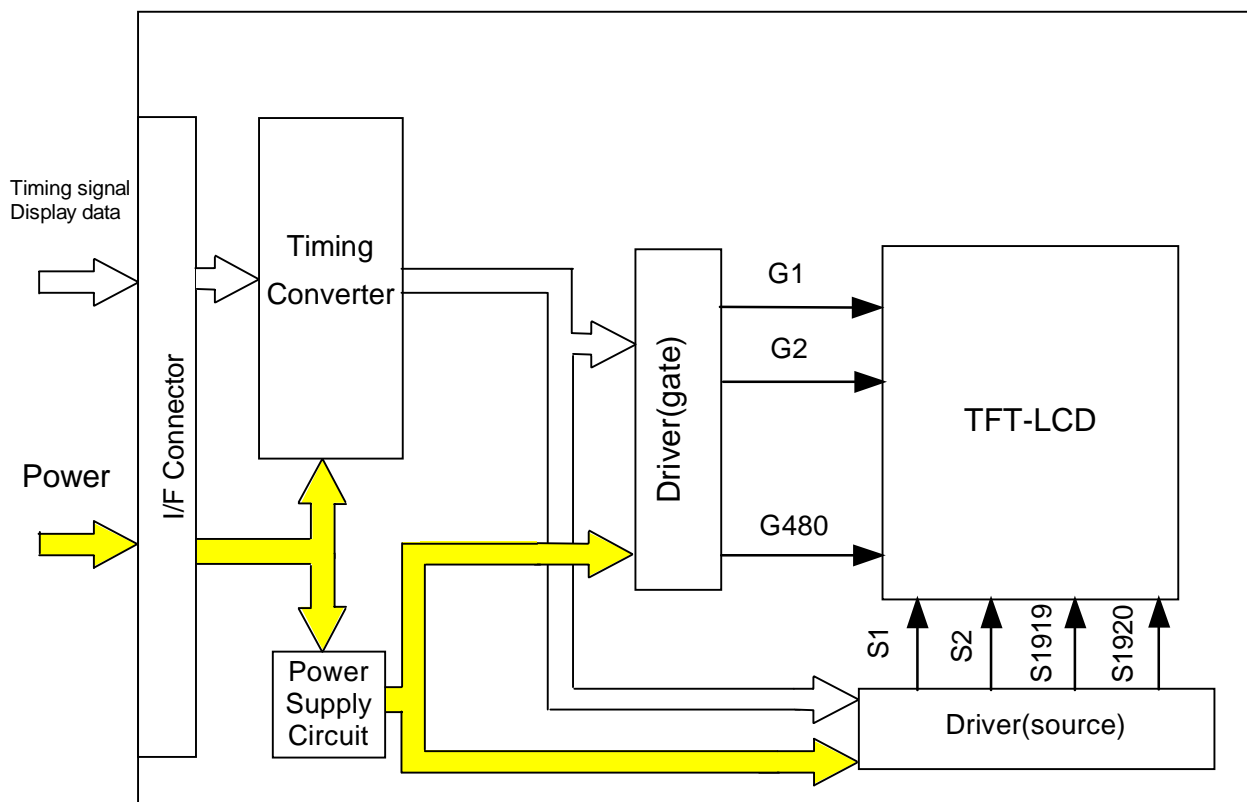 Timing signal
Display data
Power
I/F Connector
Timing
Converter
Power
Supply
Circuit
Driver(gate)
G1
G2
G480
TFT-LCD
S1
S2
S1919
S1920
Driver(source)